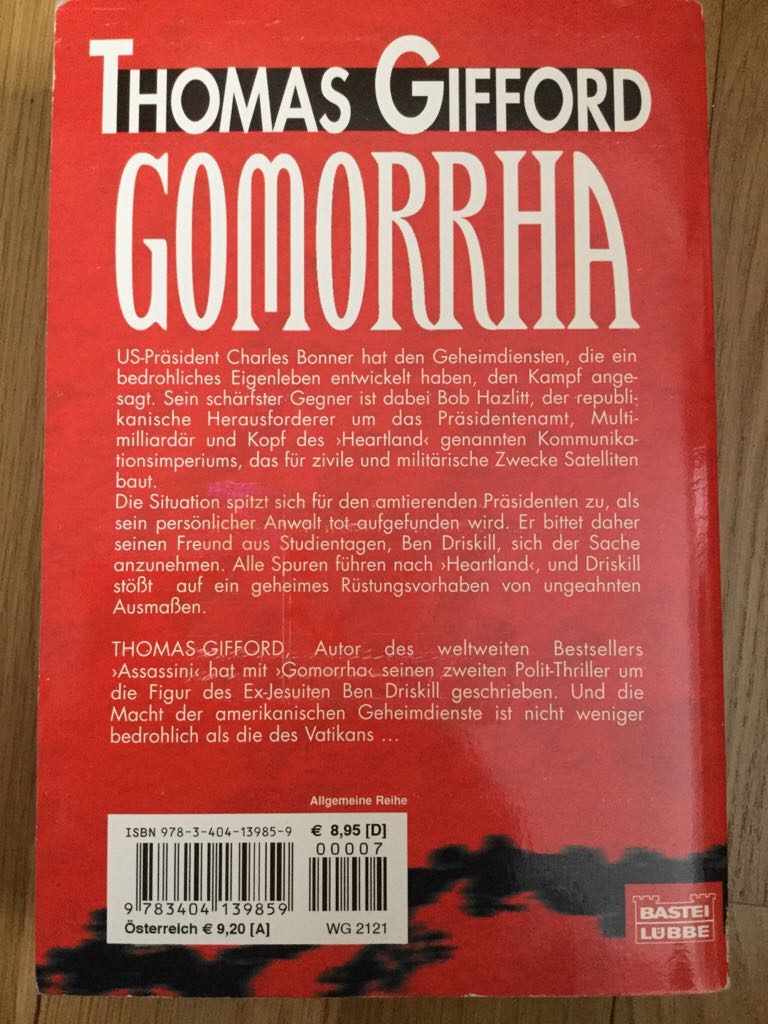 THOMAS GIFFORD
GOMORRHA
US-Präsident Charles Bonner hat den Geheimdiensten, die ein
bedrohliches Eigenleben entwickelt haben, den Kampf ange-
sagt. Sein schärfster Gegner ist dabei Bob Hazlitt, der republi-
kanische Herausforderer um das Präsidentenamt, Multi-
milliardär und Kopf des ›Heartland‹ genannten Kommunika-
tionsimperiums, das für zivile und militärische Zwecke Satelliten
baut.
Die Situation spitzt sich für den amtierenden Präsidenten zu, als
sein persönlicher Anwalt tot aufgefunden wird. Er bittet daher
seinen Freund aus Studientagen, Ben Driskill, sich der Sache
anzunehmen. Alle Spuren führen nach ›Heartland‹, und Driskill
stößt auf ein geheimes Rüstungsvorhaben von ungeahnten
Ausmaßen.
THOMAS GIFFORD, Autor des weltweiten Bestsellers
›Assassini‹ hat mit ›Gomorrha‹ seinen zweiten Polit-Thriller um
die Figur des Ex-Jesuiten Ben Driskill geschrieben. Und die
Macht der amerikanischen Geheimdienste ist nicht weniger
bedrohlich als die des Vatikans ...
Allgemeine Reihe
ISBN 978-3-404-13985-9 € 8,95 [D]
00007
9 783404 139859
Österreich € 9,20 [A] WG 2121
BASTEI
LÜBBE